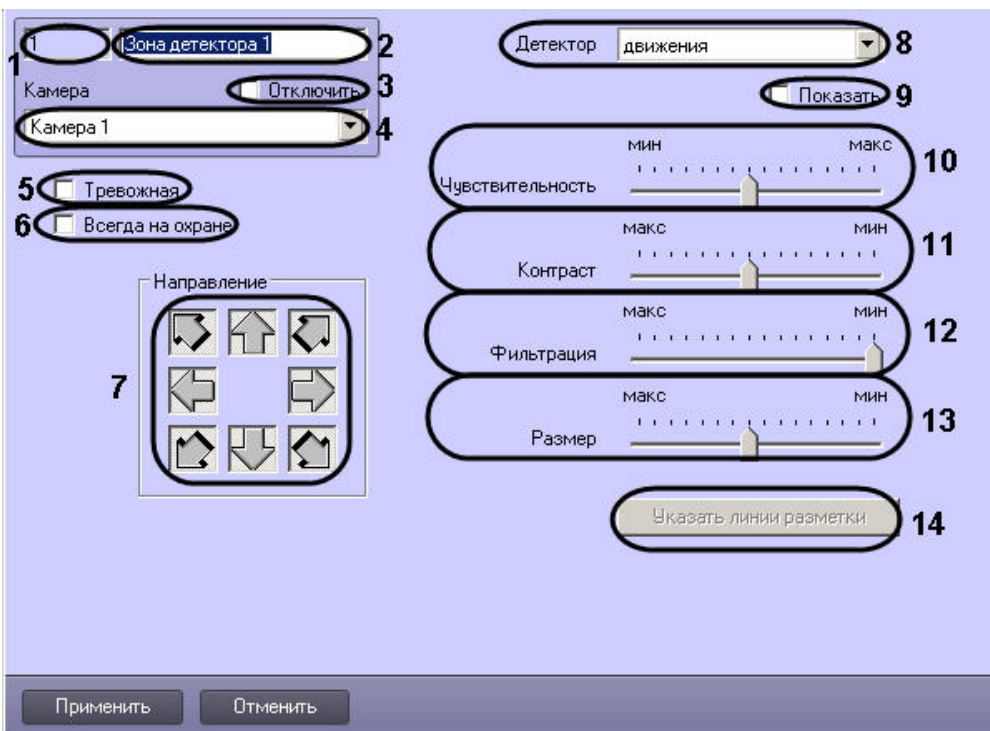 1 Зона детектора 1 2
1
Камера Отключить 3
Камера 1 4
5 Тревожная
6 Всегда на охране
Направление
7
Детектор движения 8
Показать 9
мин макс
Чувствительность 10
макс мин
Контраст 11
макс мин
Фильтрация 12
макс мин
Размер 13
Указать линии разметки 14
Применить Отменить